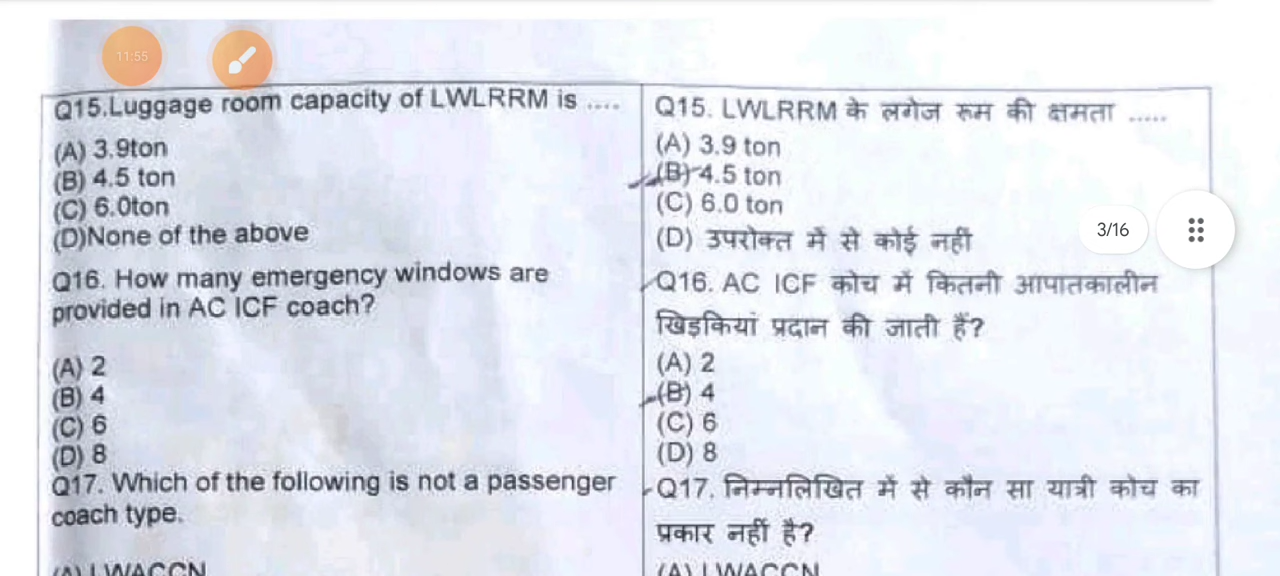 11:55
Q15.Luggage room capacity of LWLRRM is ....
(A) 3.9ton
(B) 4.5 ton
(C) 6.0ton
(D)None of the above
Q16. How many emergency windows are
provided in AC ICF coach?
(A) 2
(B) 4
(C) 6
(D) 8
Q17. Which of the following is not a passenger
coach type.
(A) LWACCN
Q15. LWLRRM के लगेज रूम की क्षमता .....
(A) 3.9 ton
(B) 4.5 ton
(C) 6.0 ton
(D) उपरोक्त में से कोई नहीं
Q16. AC ICF कोच में कितनी आपातकालीन
खिड़कियां प्रदान की जाती हैं?
(A) 2
(B) 4
(C) 6
(D) 8
Q17. निम्नलिखित में से कौन सा यात्री कोच का
प्रकार नहीं है?
(A) LWACCN
3/16